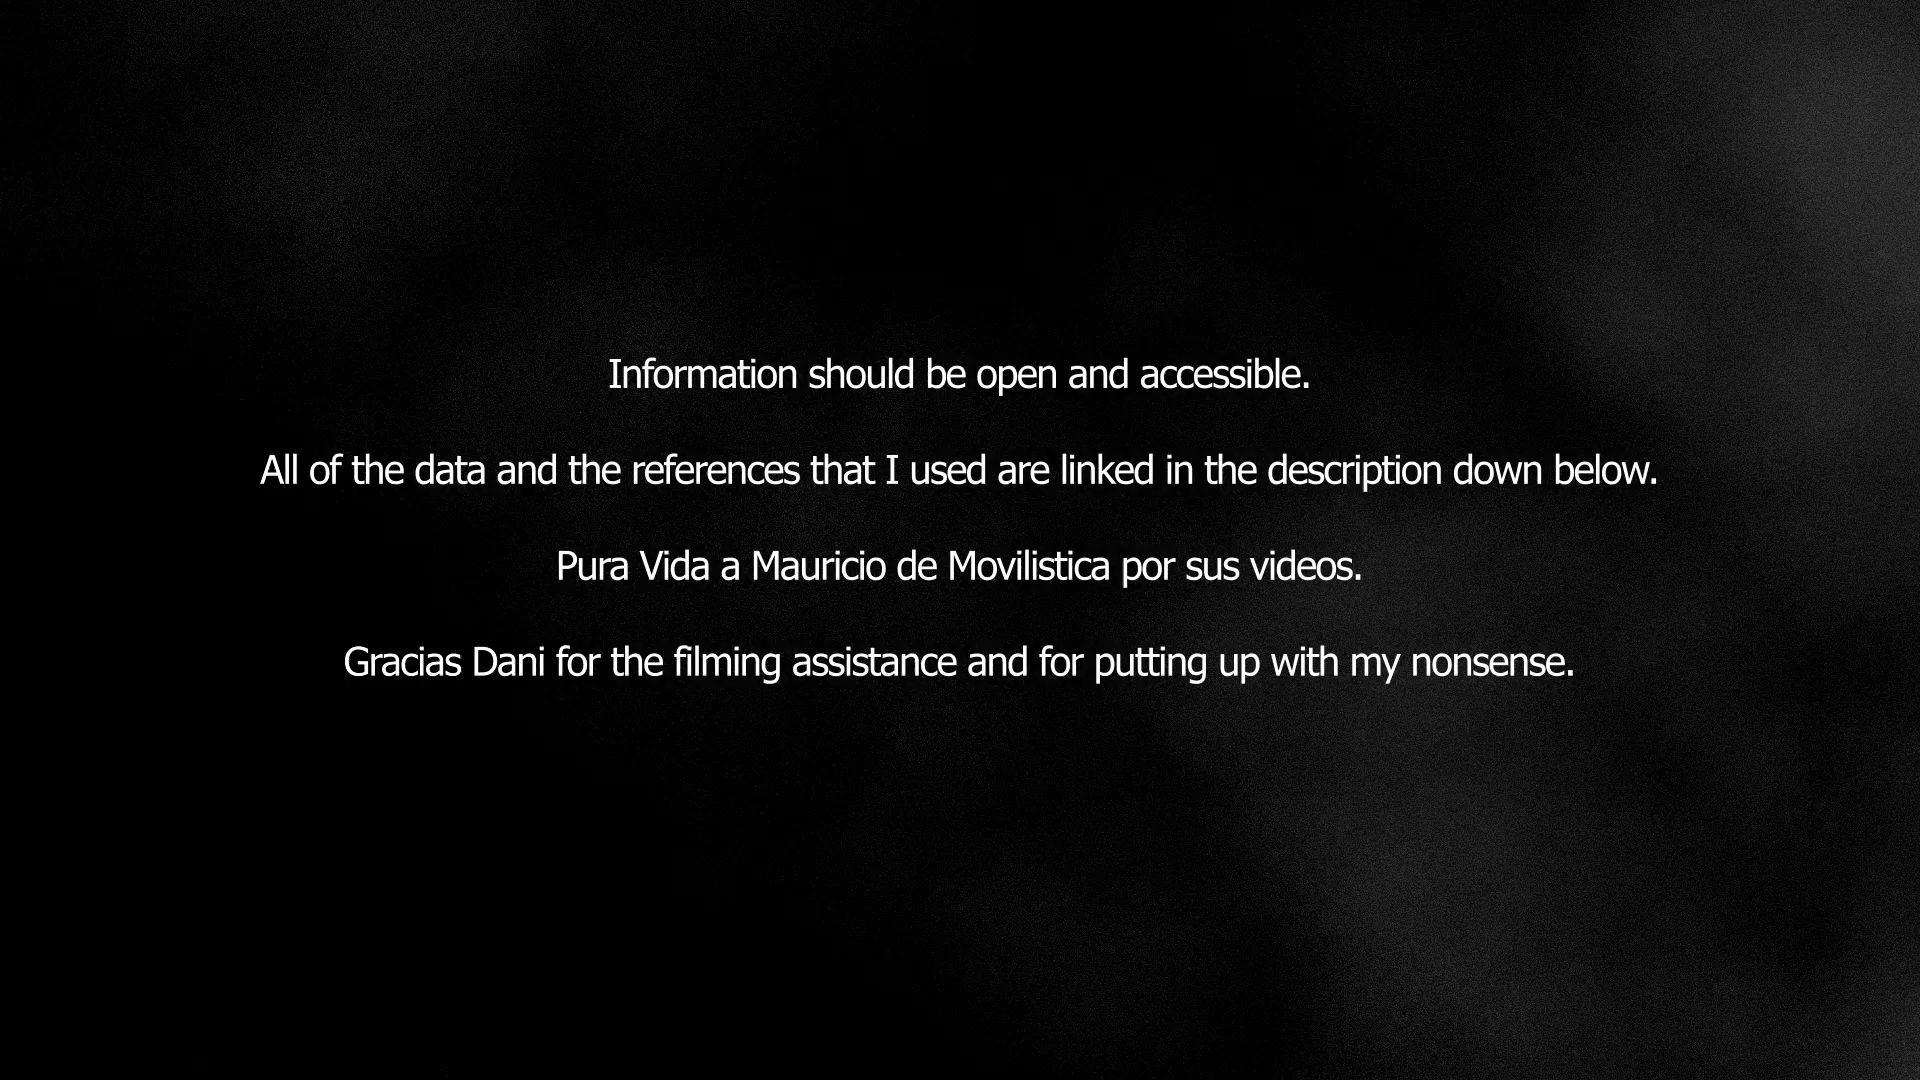 Information should be open and accessible.
All of the data and the references that I used are linked in the description down below.
Pura Vida a Mauricio de Movilistica por sus videos.
Gracias Dani for the filming assistance and for putting up with my nonsense.